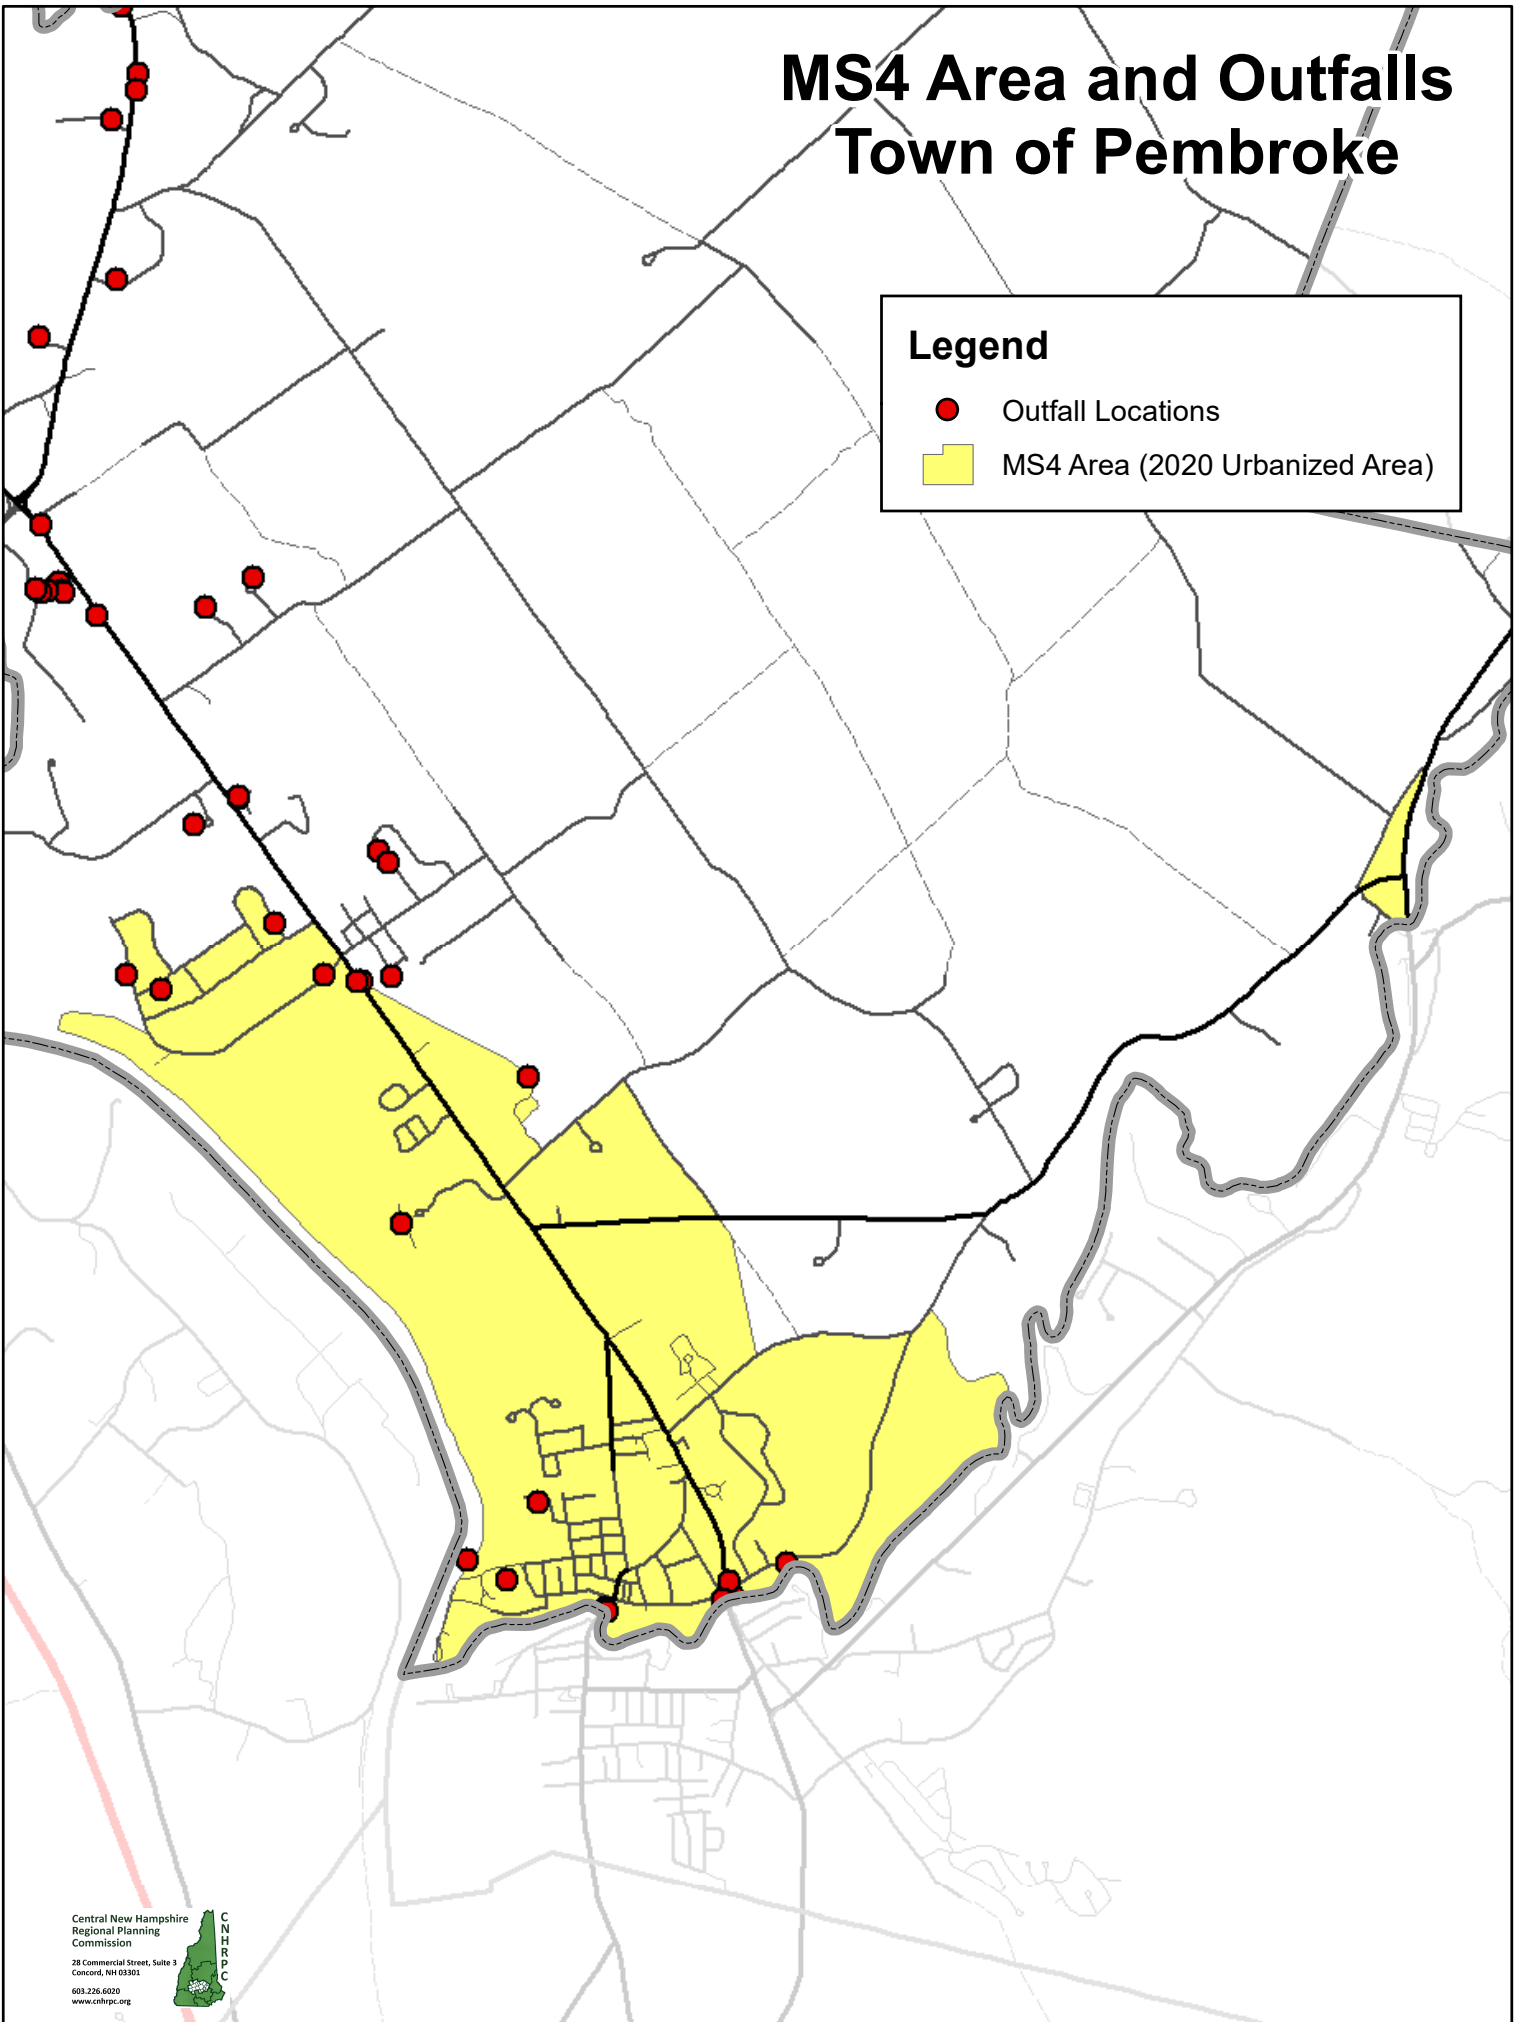 MS4 Area and Outfalls
Town of Pembroke
Legend
Outfall Locations
MS4 Area (2020 Urbanized Area)
Central New Hampshire
Regional Planning
Commission
28 Commercial Street, Suite 3
Concord, NH 03301
603.226.6020
www.cnhrpc.org
CNHRPC